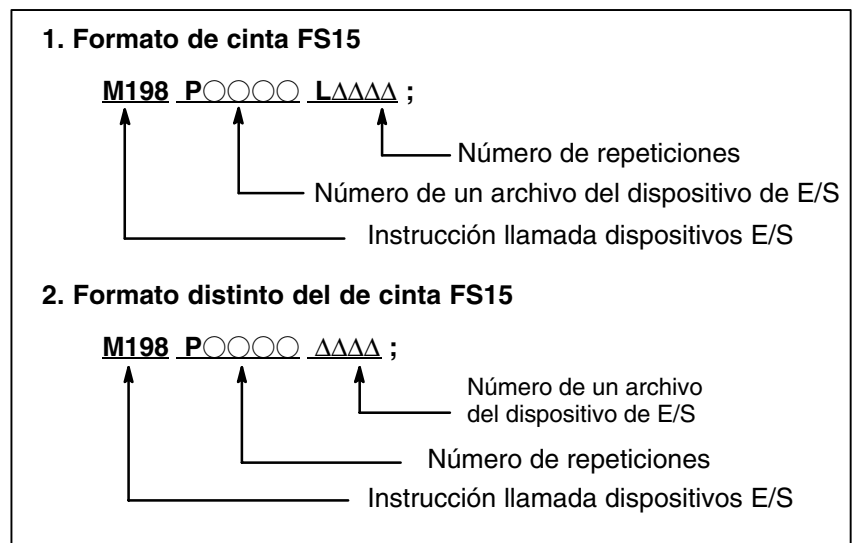 1. Formato de cinta FS15
M198 P○○○○ L∆∆∆∆ ;
Número de repeticiones
Número de un archivo del dispositivo de E/S
Instrucción llamada dispositivos E/S
2. Formato distinto del de cinta FS15
M198 P○○○○ ∆∆∆∆ ;
Número de un archivo
del dispositivo de E/S
Número de repeticiones
Instrucción llamada dispositivos E/S